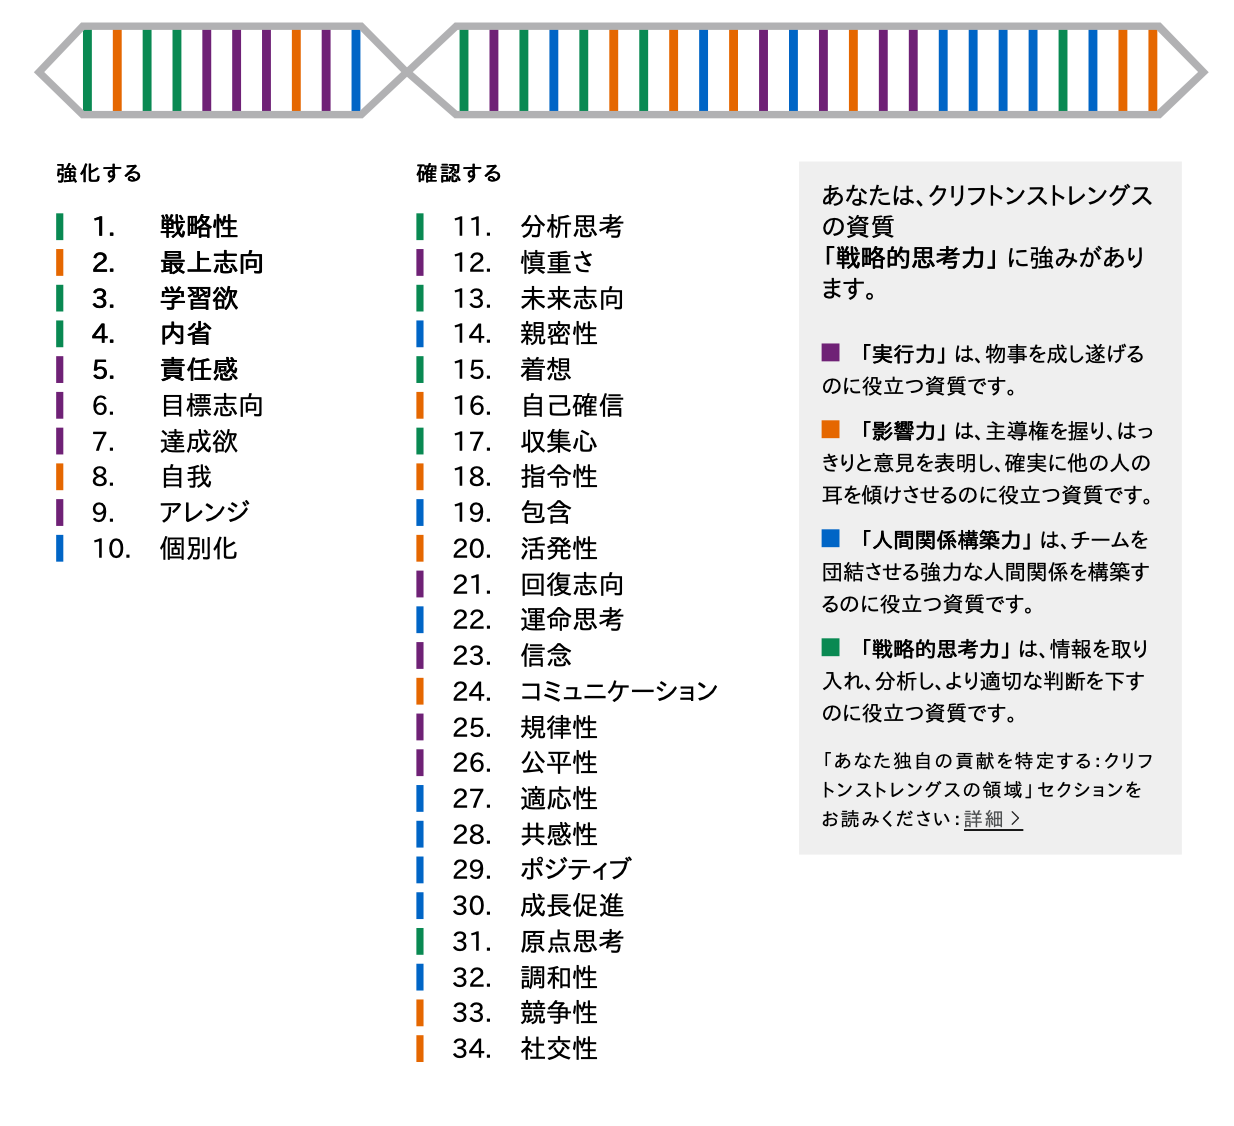 強化する
1. 戦略性
2. 最上志向
3. 学習欲
4. 内省
5. 責任感
6. 目標志向
7. 達成欲
8. 自我
9. アレンジ
10. 個別化
確認する
11. 分析思考
12. 慎重さ
13. 未来志向
14. 親密性
15. 着想
16. 自己確信
17. 収集心
18. 指令性
19. 包含
20. 活発性
21. 回復志向
22. 運命思考
23. 信念
24. コミュニケーション
25. 規律性
26. 公平性
27. 適応性
28. 共感性
29. ポジティブ
30. 成長促進
31. 原点思考
32. 調和性
33. 競争性
34. 社交性
あなたは、クリフトンストレングス
の資質
「戦略的思考力」に強みがあり
ます。
「実行力」は、物事を成し遂げる
のに役立つ資質です。
「影響力」は、主導権を握り、はっ
きりと意見を表明し、確実に他の人の
耳を傾けさせるのに役立つ資質です。
「人間関係構築力」は、チームを
団結させる強力な人間関係を構築す
るのに役立つ資質です。
「戦略的思考力」は、情報を取り
入れ、分析し、より適切な判断を下す
のに役立つ資質です。
「あなた独自の貢献を特定する：クリフ
トンストレングスの領域」セクションを
お読みください：詳細 >